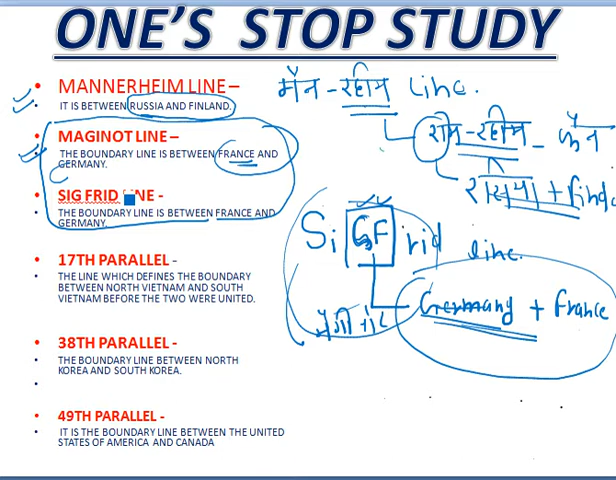 ONE'S STOP STUDY
MANNERHEIM LINE –
IT IS BETWEEN RUSSIA AND FINLAND.
MAGINOT LINE –
THE BOUNDARY LINE IS BETWEEN FRANCE AND
GERMANY.
SIG FRID LINE -
THE BOUNDARY LINE IS BETWEEN FRANCE AND
GERMANY.
17TH PARALLEL -
THE LINE WHICH DEFINES THE BOUNDARY
BETWEEN NORTH VIETNAM AND SOUTH
VIETNAM BEFORE THE TWO WERE UNITED.
38TH PARALLEL -
THE BOUNDARY LINE BETWEEN NORTH
KOREA AND SOUTH KOREA.
49TH PARALLEL -
IT IS THE BOUNDARY LINE BETWEEN THE UNITED
STATES OF AMERICA AND CANADA
मैन - रहीम line.
राम - रहीम -
+
Si GF rid line.
Germany + France